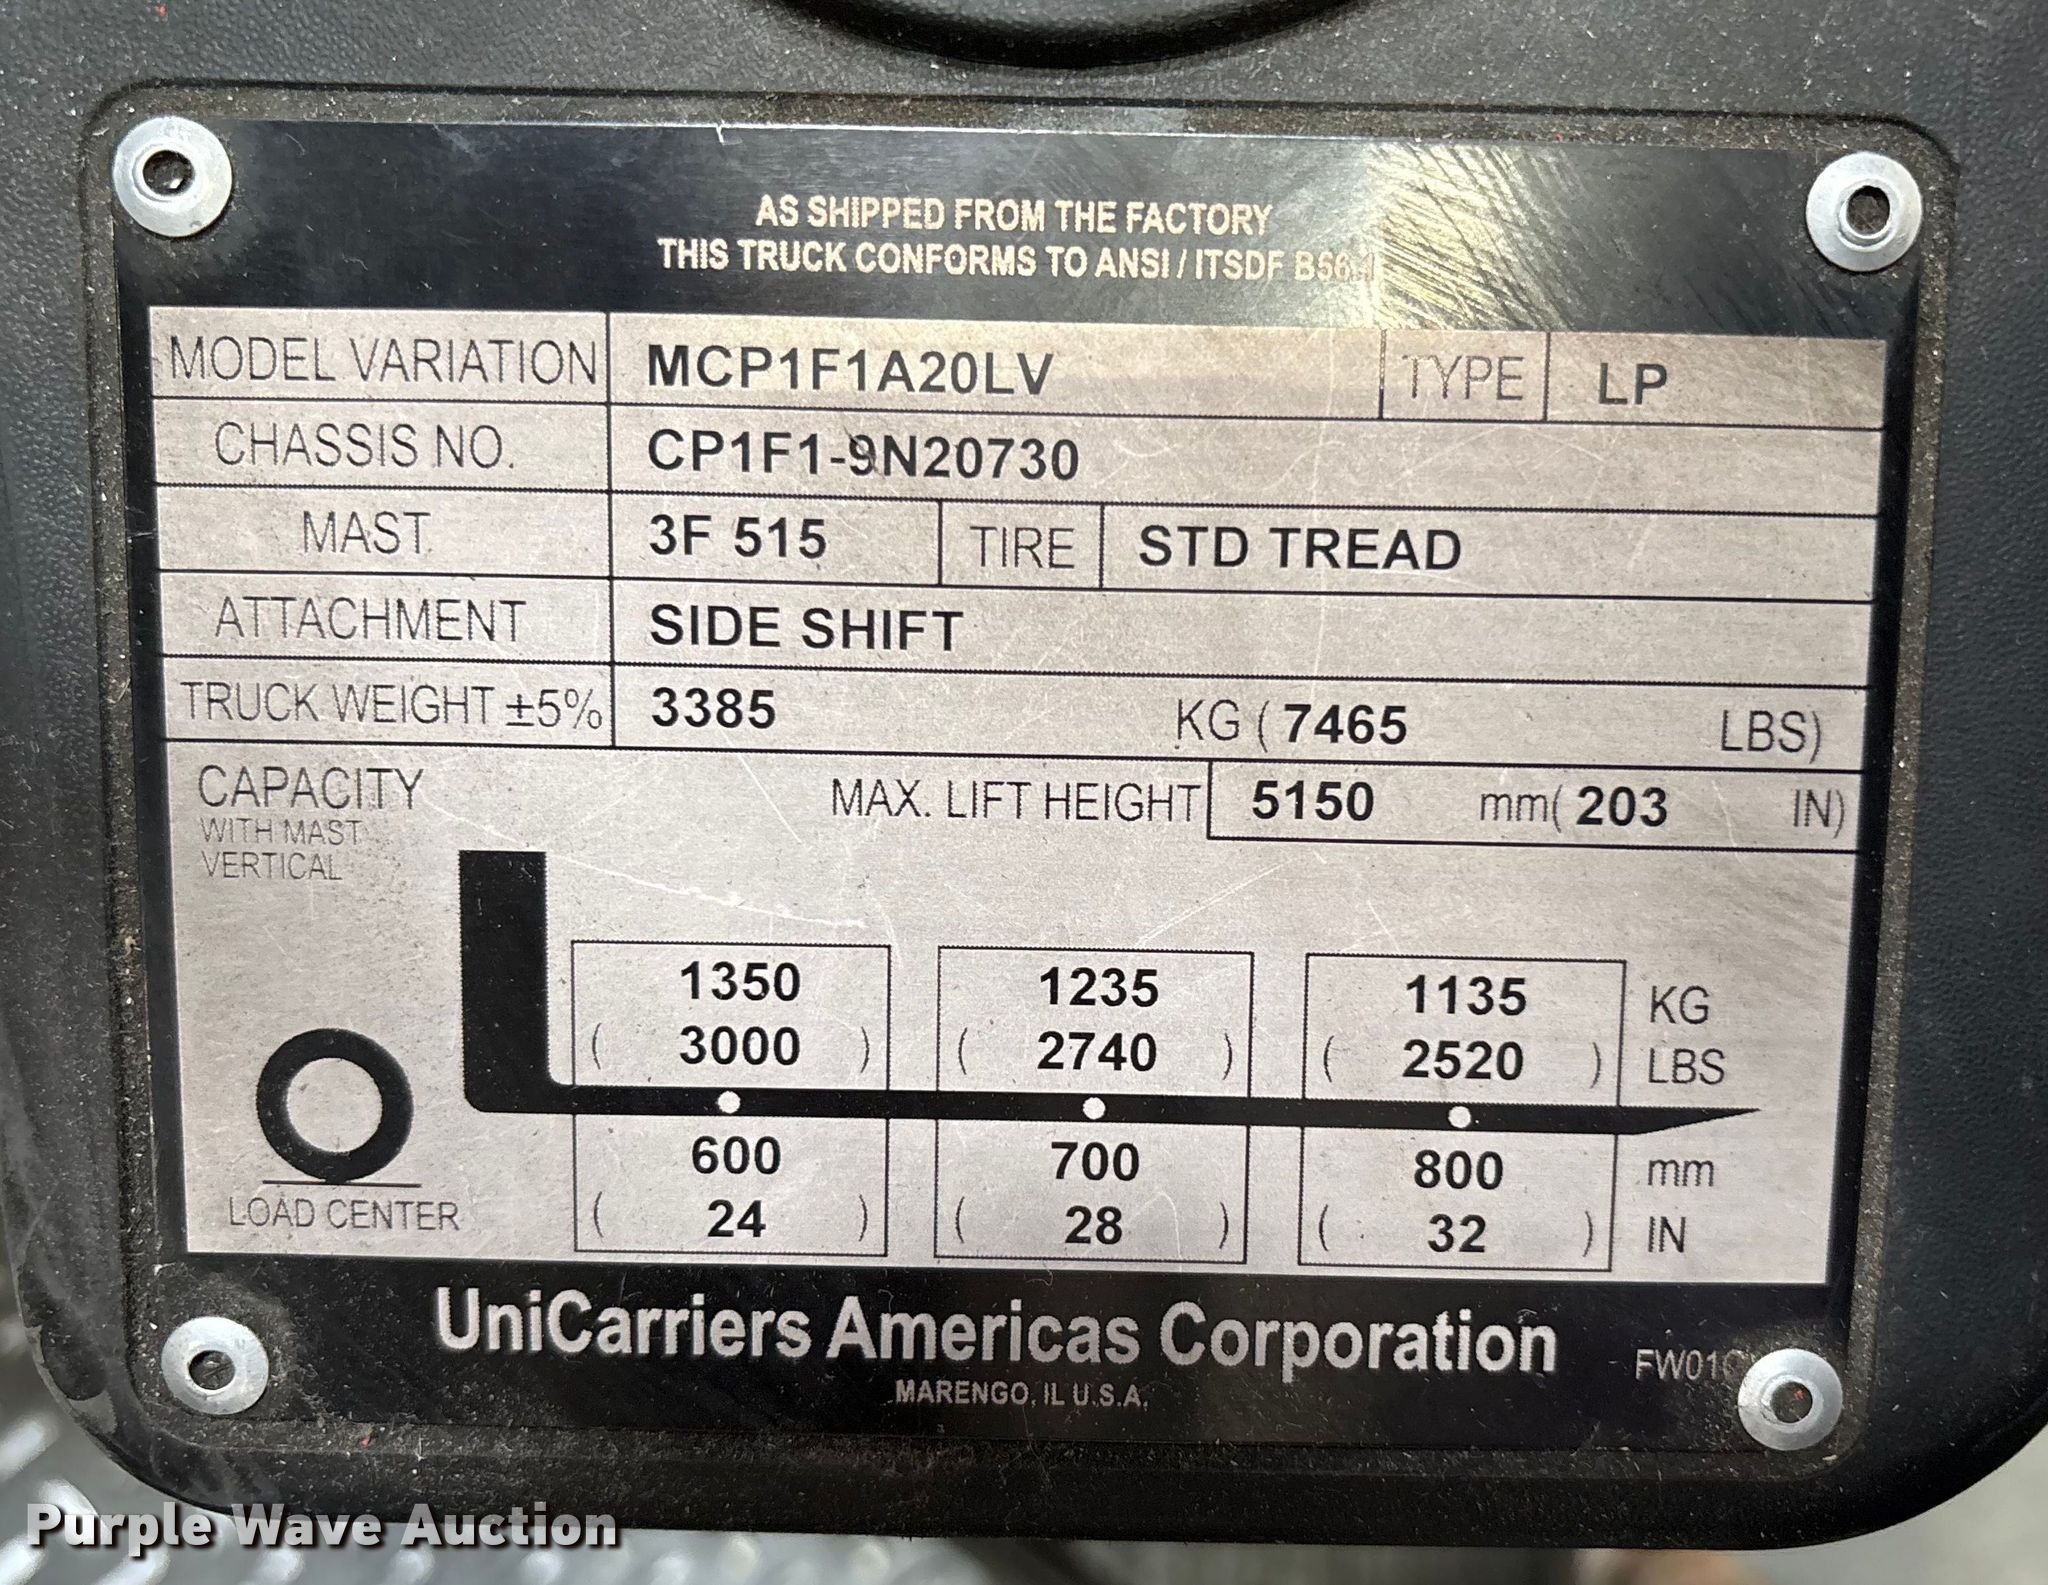 AS SHIPPED FROM THE FACTORY
THIS TRUCK CONFORMS TO ANSI / ITSDF B56.1
MODEL VARIATION MCP1F1A20LV TYPE LP
CHASSIS NO. CP1F1-9N20730
MAST 3F 515 TIRE STD TREAD
ATTACHMENT SIDE SHIFT
TRUCK WEIGHT ±5% 3385 KG ( 7465 LBS)
CAPACITY MAX. LIFT HEIGHT 5150 mm( 203 IN)
WITH MAST
VERTICAL
1350 1235 1135 KG
( 3000 ) ( 2740 ) ( 2520 ) LBS
600 700 800 mm
LOAD CENTER ( 24 ) ( 28 ) ( 32 ) IN
UniCarriers Americas Corporation
MARENGO, IL U.S.A.
Purple Wave Auction